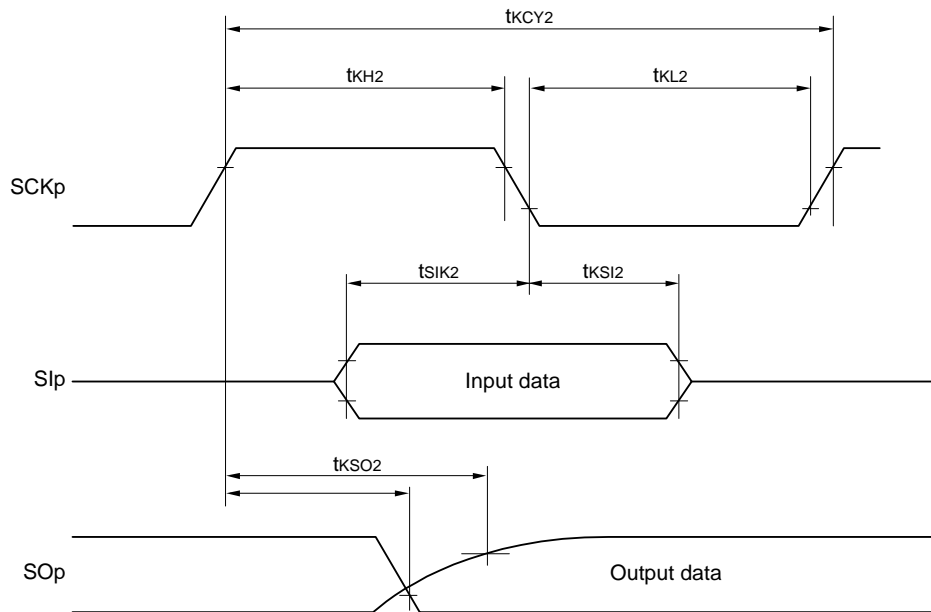 tKCY2
tKH2
tKL2
SCKp
tSIK2
tKSI2
SIp
Input data
tKSO2
SOp
Output data